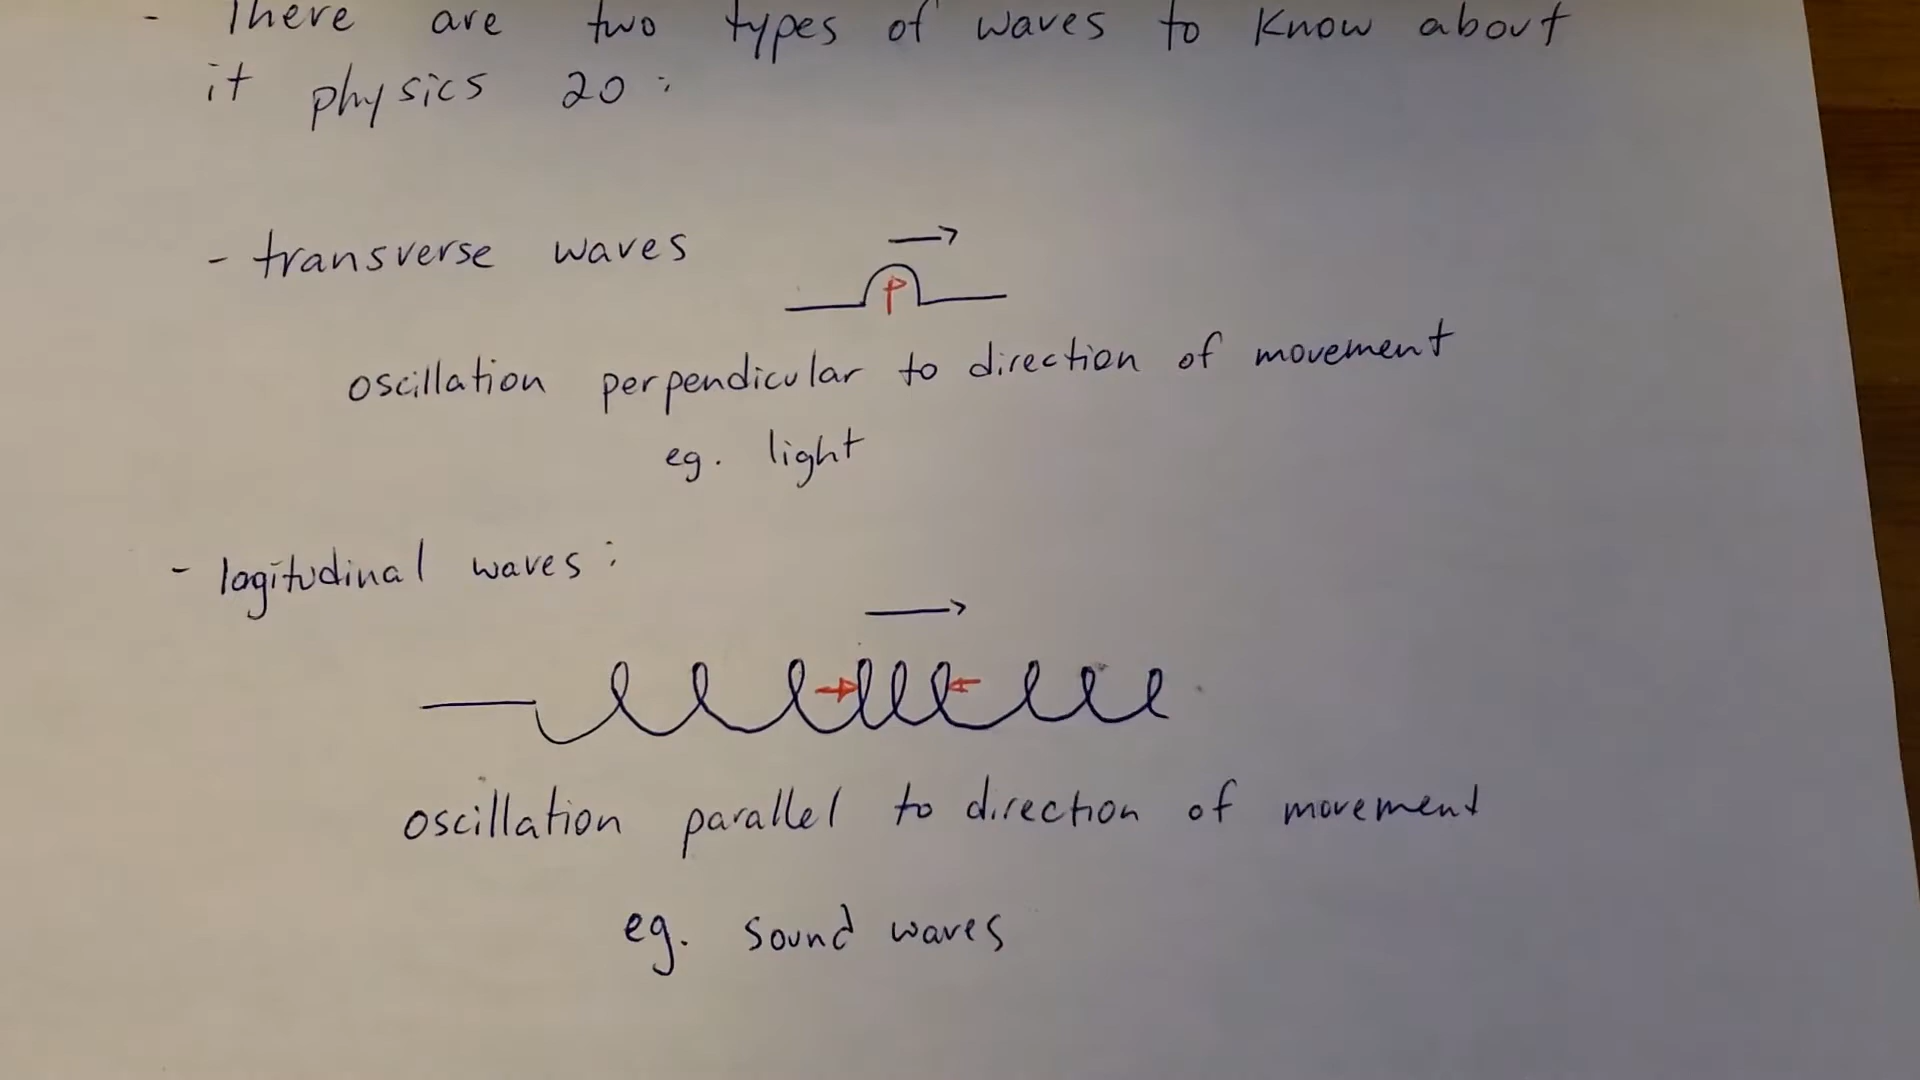 - There are two types of waves to know about
it physics 20:
- transverse waves
P
oscillation perpendicular to direction of movement
eg. light
- logitudinal waves:
oscillation parallel to direction of movement
eg. sound waves